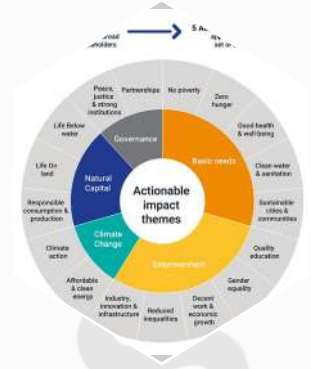 5 A
holders
Peace,
justice
& strong
institutions
Partnerships
No poverty
Zero
hunger
Good health
& well being
Clean water
& sanitation
Sustainable
cities &
communities
Quality
education
Gender
equality
Decent
work &
economic
growth
Reduced
inequalities
Industry,
innovation &
infrastructure
Affordable
& clean
energy
Climate
action
Responsible
consumption &
production
Life On
land
Life Below
water
Governance
Basic needs
Natural
Capital
Climate
Change
Empowerment
Actionable
impact
themes